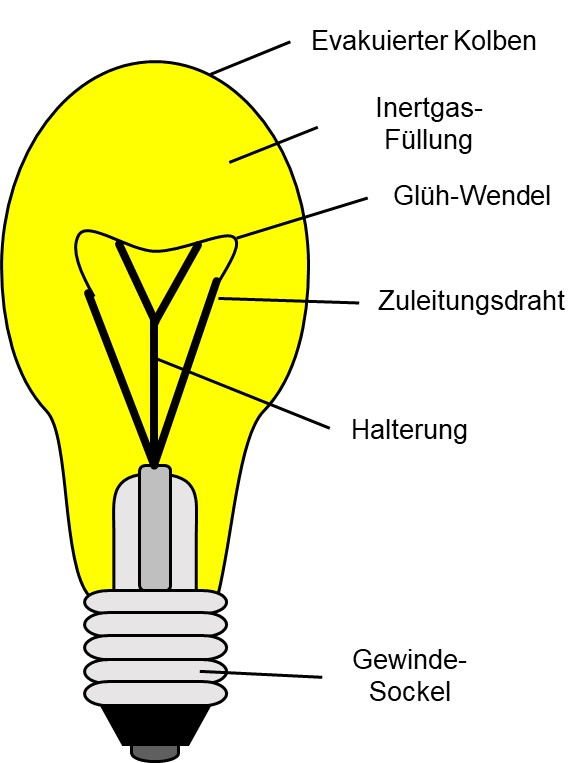 Evakuierter Kolben
Inertgas-
Füllung
Glüh-Wendel
Zuleitungsdraht
Halterung
Gewinde-
Sockel